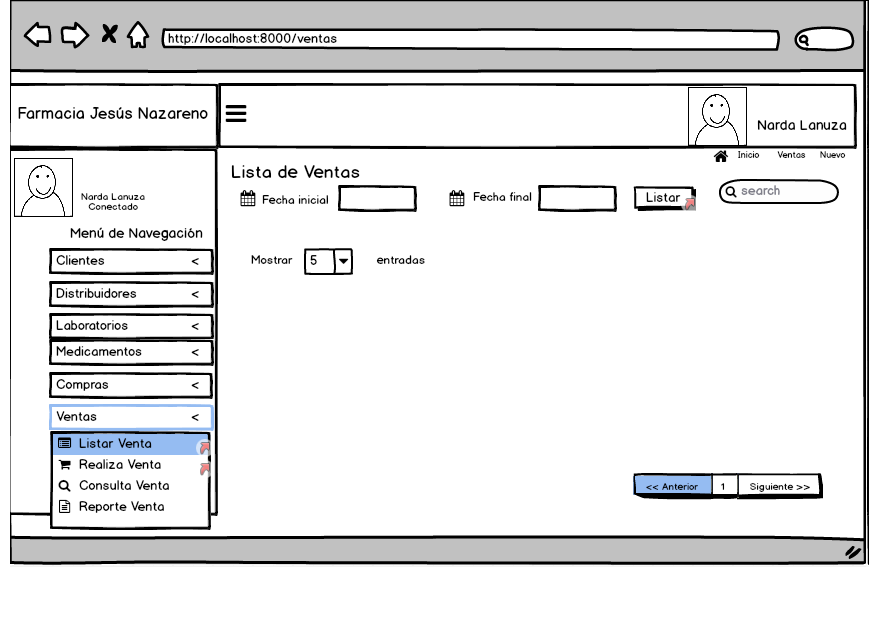 http://localhost:8000/ventas
Farmacia Jesús Nazareno
Narda Lanuza
Inicio Ventas Nuevo
Narda Lanuza
Conectado
Menú de Navegación
Clientes <
Distribuidores <
Laboratorios <
Medicamentos <
Compras <
Ventas <
Listar Venta
Realiza Venta
Consulta Venta
Reporte Venta
Lista de Ventas
Fecha inicial Fecha final Listar search
Mostrar 5 entradas
<< Anterior 1 Siguiente >>